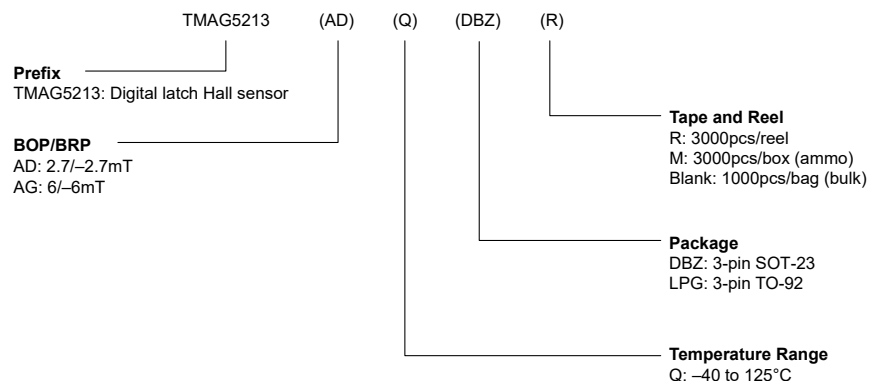 TMAG5213 (AD) (Q) (DBZ) (R)
Prefix
TMAG5213: Digital latch Hall sensor
BOP/BRP
AD: 2.7/–2.7mT
AG: 6/–6mT
Tape and Reel
R: 3000pcs/reel
M: 3000pcs/box (ammo)
Blank: 1000pcs/bag (bulk)
Package
DBZ: 3-pin SOT-23
LPG: 3-pin TO-92
Temperature Range
Q: –40 to 125°C